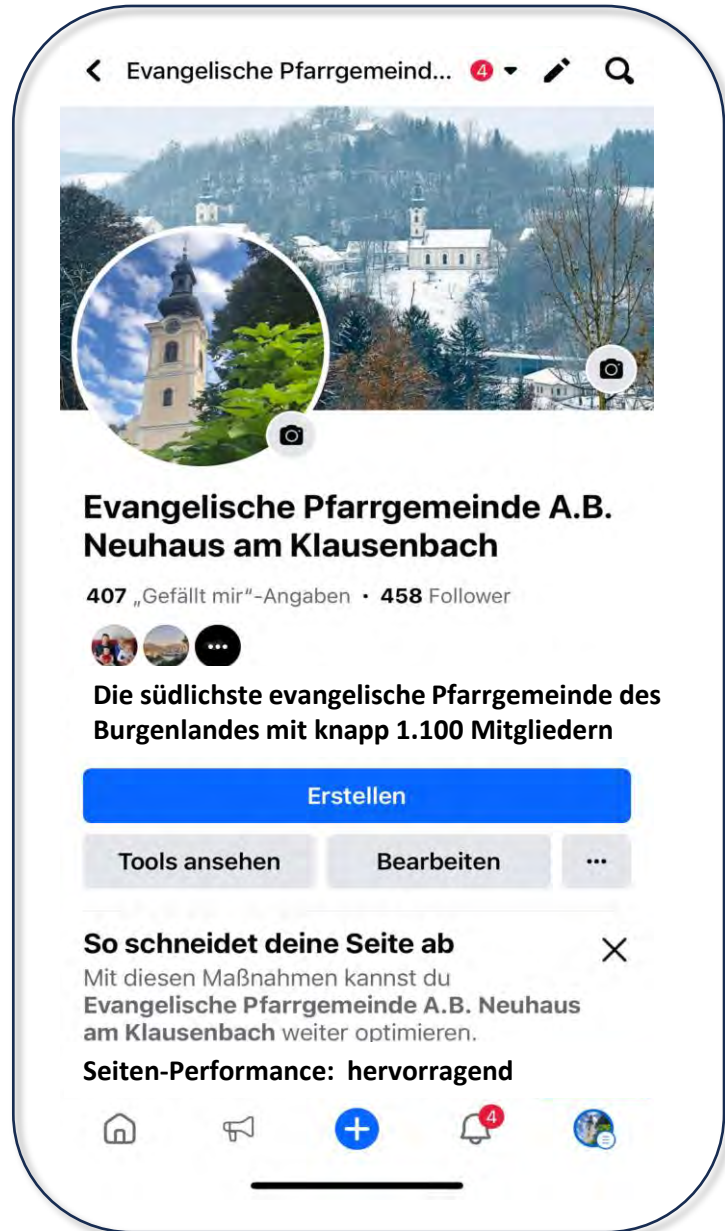 Evangelische Pfarrgemeind... 4
Evangelische Pfarrgemeinde A.B.
Neuhaus am Klausenbach
407 „Gefällt mir"-Angaben • 458 Follower
Die südlichste evangelische Pfarrgemeinde des
Burgenlandes mit knapp 1.100 Mitgliedern
Erstellen
Tools ansehen Bearbeiten ...
So schneidet deine Seite ab
Mit diesen Maßnahmen kannst du
Evangelische Pfarrgemeinde A.B. Neuhaus
am Klausenbach weiter optimieren.
Seiten-Performance: hervorragend
4